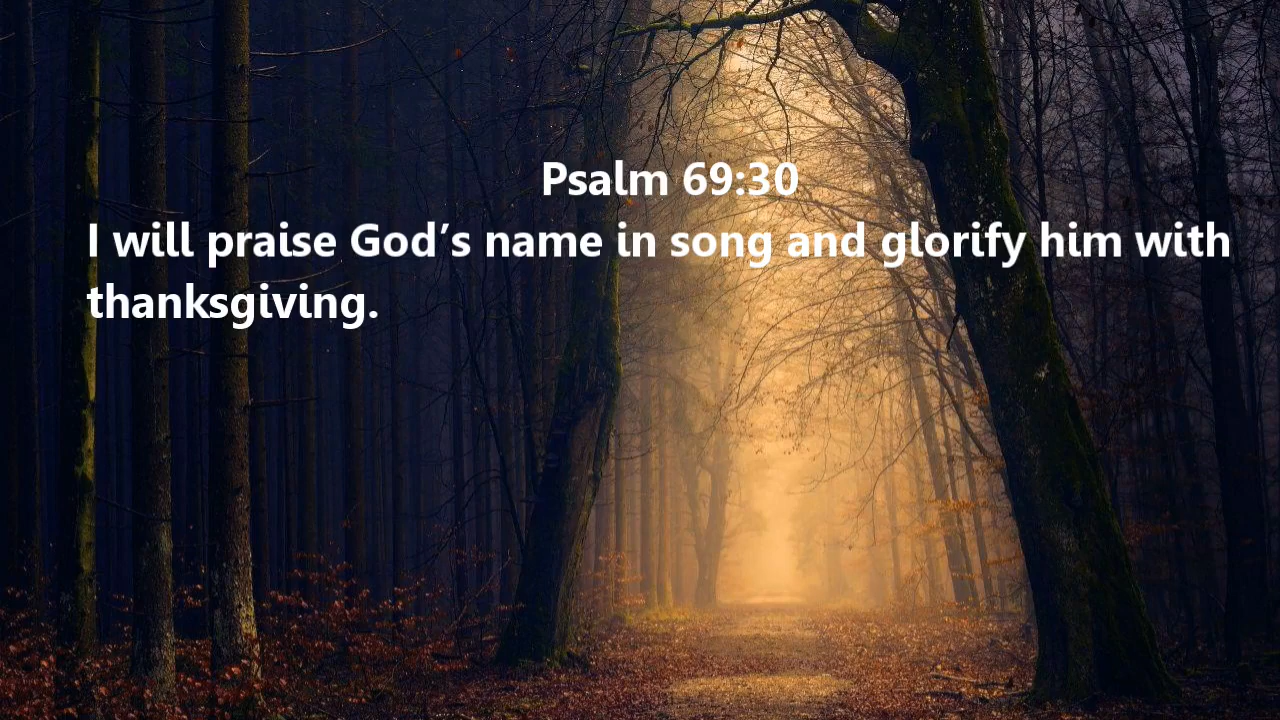 Psalm 69:30
I will praise God’s name in song and glorify him with
thanksgiving.